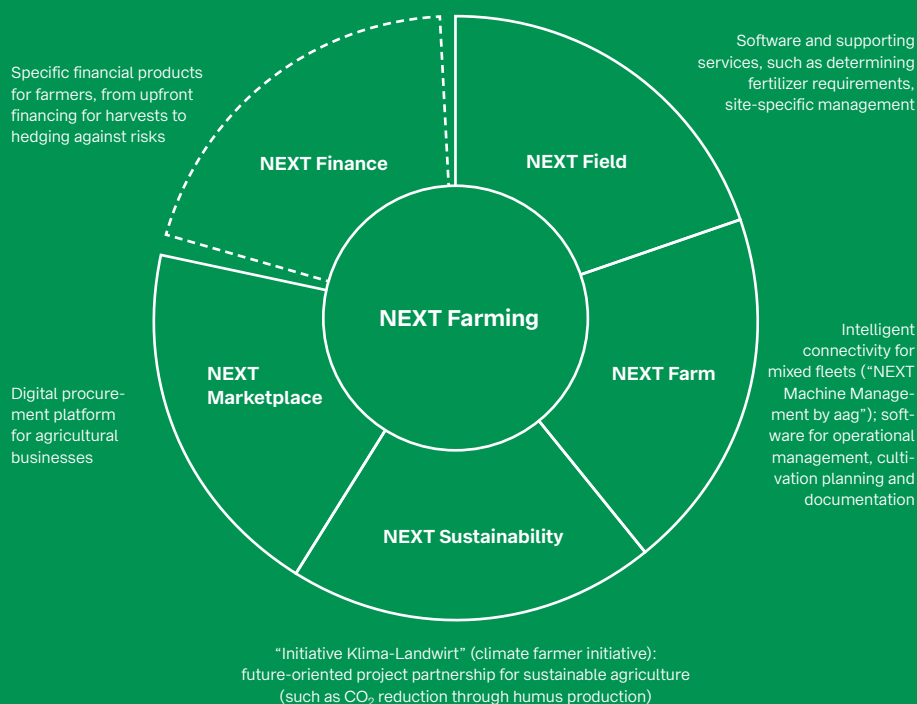 Specific financial products
for farmers, from upfront
financing for harvests to
hedging against risks
NEXT Finance
Software and supporting
services, such as determining
fertilizer requirements,
site-specific management
NEXT Field
NEXT Farming
NEXT
Marketplace
Digital procure-
ment platform
for agricultural
businesses
NEXT Farm
Intelligent
connectivity for
mixed fleets (“NEXT
Machine Manage-
ment by aag”); soft-
ware for operational
management, culti-
vation planning and
documentation
NEXT Sustainability
“Initiative Klima-Landwirt” (climate farmer initiative):
future-oriented project partnership for sustainable agriculture
(such as CO₂ reduction through humus production)